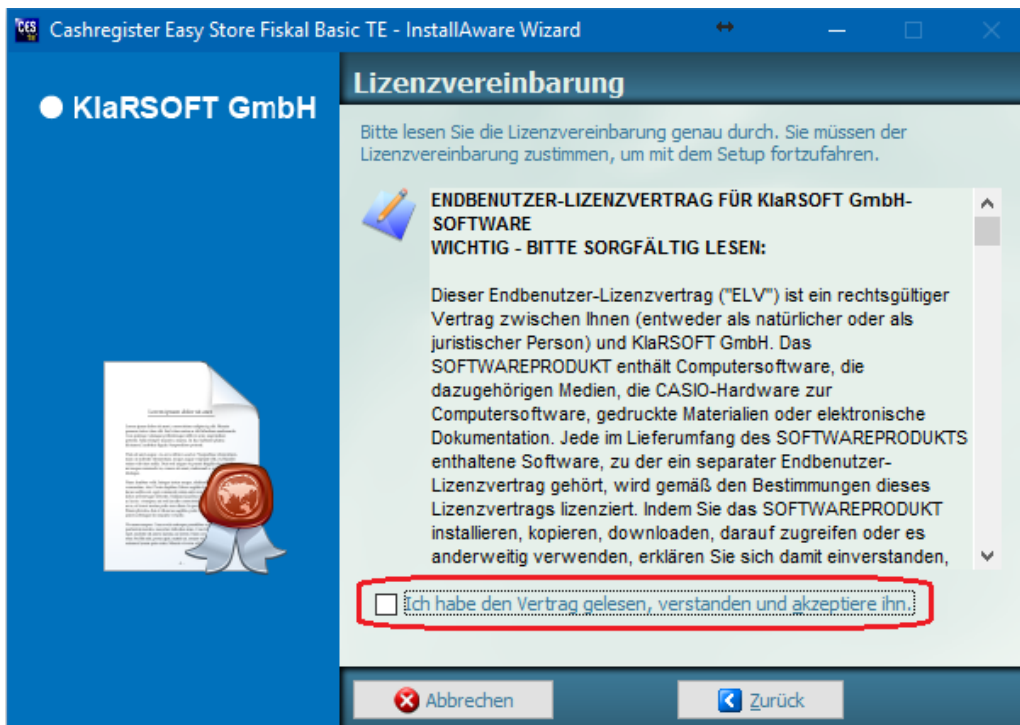 Cashregister Easy Store Fiskal Basic TE - InstallAware Wizard
KlaRSOFT GmbH
Lizenzvereinbarung
Bitte lesen Sie die Lizenzvereinbarung genau durch. Sie müssen der
Lizenzvereinbarung zustimmen, um mit dem Setup fortzufahren.
ENDBENUTZER-LIZENZVERTRAG FÜR KlaRSOFT GmbH-
SOFTWARE
WICHTIG - BITTE SORGFÄLTIG LESEN:
Dieser Endbenutzer-Lizenzvertrag ("ELV") ist ein rechtsgültiger
Vertrag zwischen Ihnen (entweder als natürlicher oder als
juristischer Person) und KlaRSOFT GmbH. Das
SOFTWAREPRODUKT enthält Computersoftware, die
dazugehörigen Medien, die CASIO-Hardware zur
Computersoftware, gedruckte Materialien oder elektronische
Dokumentation. Jede im Lieferumfang des SOFTWAREPRODUKTS
enthaltene Software, zu der ein separater Endbenutzer-
Lizenzvertrag gehört, wird gemäß den Bestimmungen dieses
Lizenzvertrags lizenziert. Indem Sie das SOFTWAREPRODUKT
installieren, kopieren, downloaden, darauf zugreifen oder es
anderweitig verwenden, erklären Sie sich damit einverstanden,
Ich habe den Vertrag gelesen, verstanden und akzeptiere ihn.
Abbrechen
Zurück